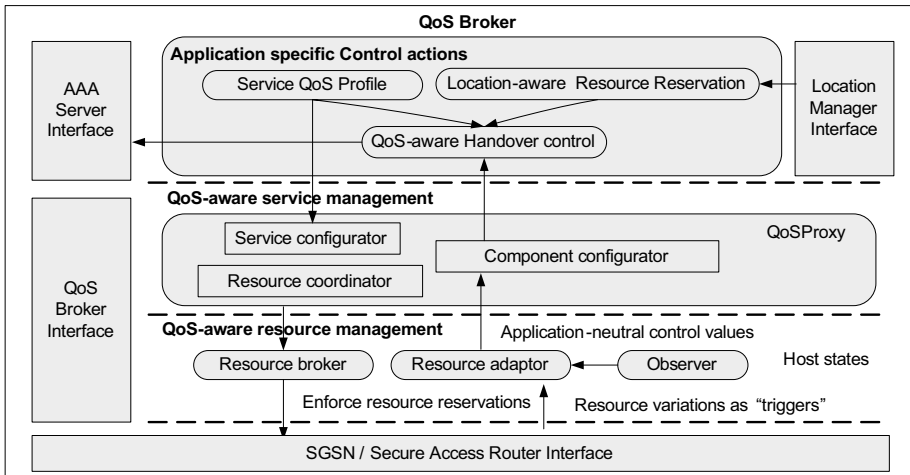 QoS Broker
Application specific Control actions
AAA
Server
Interface
Service QoS Profile
Location-aware Resource Reservation
Location
Manager
Interface
QoS-aware Handover control
QoS-aware service management
QoS
Broker
Interface
QoSProxy
Service configurator
Component configurator
Resource coordinator
QoS-aware resource management
Application-neutral control values
Resource broker
Resource adaptor
Observer
Host states
Enforce resource reservations
Resource variations as “triggers”
SGSN / Secure Access Router Interface